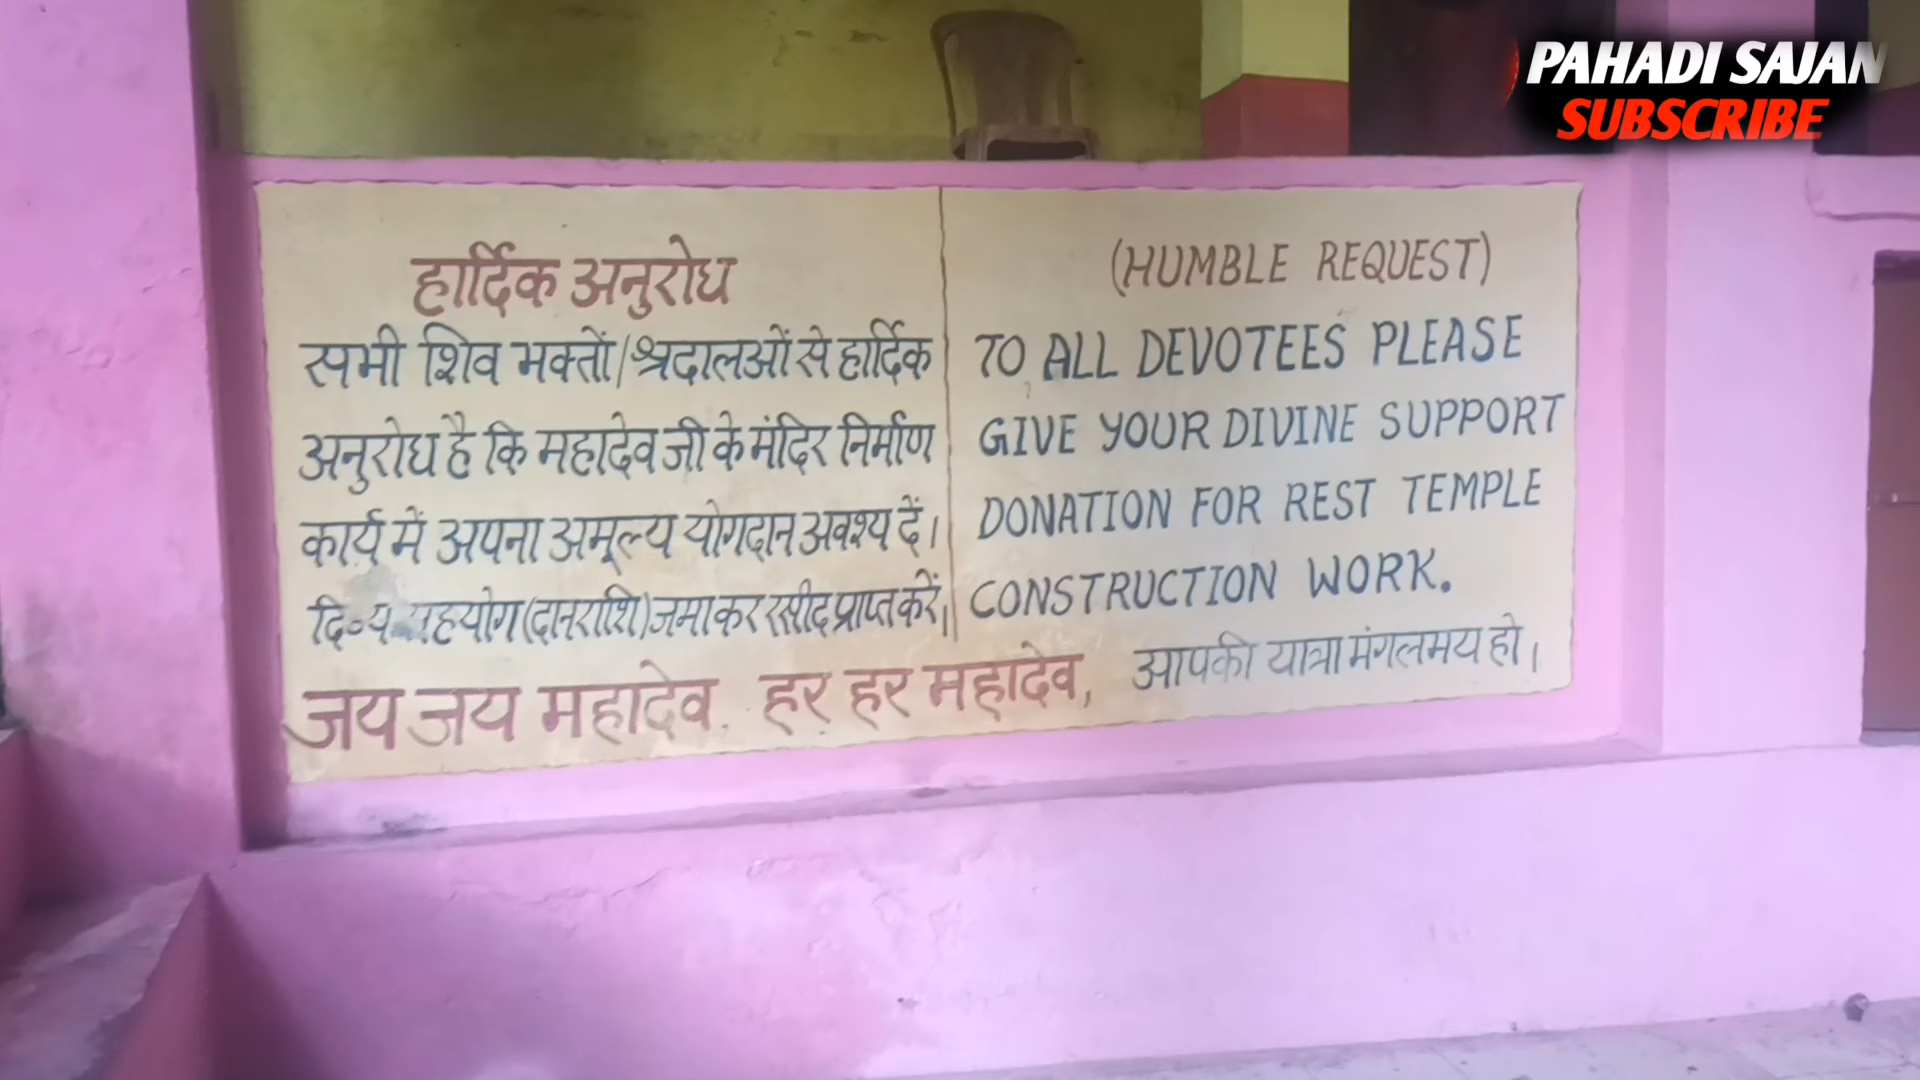 हार्दिक अनुरोध
सभी शिव भक्तों/श्रदालओं से हार्दिक
अनुरोध है कि महादेव जी के मंदिर निर्माण
कार्य में अपना अमूल्य योगदान अवश्य दें।
सहयोग (दानराशि) जमा कर रसीद प्राप्त करें।
(HUMBLE REQUEST)
TO ALL DEVOTEES PLEASE
GIVE YOUR DIVINE SUPPORT
DONATION FOR REST TEMPLE
CONSTRUCTION WORK.
जय जय महादेव. हर हर महादेव, आपकी यात्रा मंगलमय हो।
PAHADI SAJAN
SUBSCRIBE